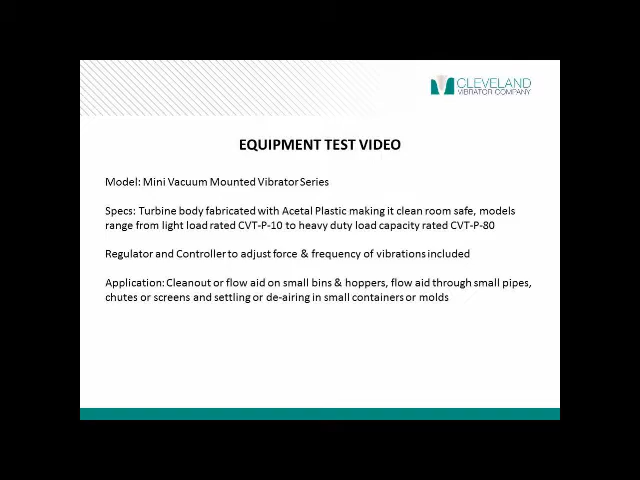 CLEVELAND
VIBRATOR COMPANY
EQUIPMENT TEST VIDEO
Model: Mini Vacuum Mounted Vibrator Series
Specs: Turbine body fabricated with Acetal Plastic making it clean room safe, models
range from light load rated CVT-P-10 to heavy duty load capacity rated CVT-P-80
Regulator and Controller to adjust force & frequency of vibrations included
Application: Cleanout or flow aid on small bins & hoppers, flow aid through small pipes,
chutes or screens and settling or de-airing in small containers or molds